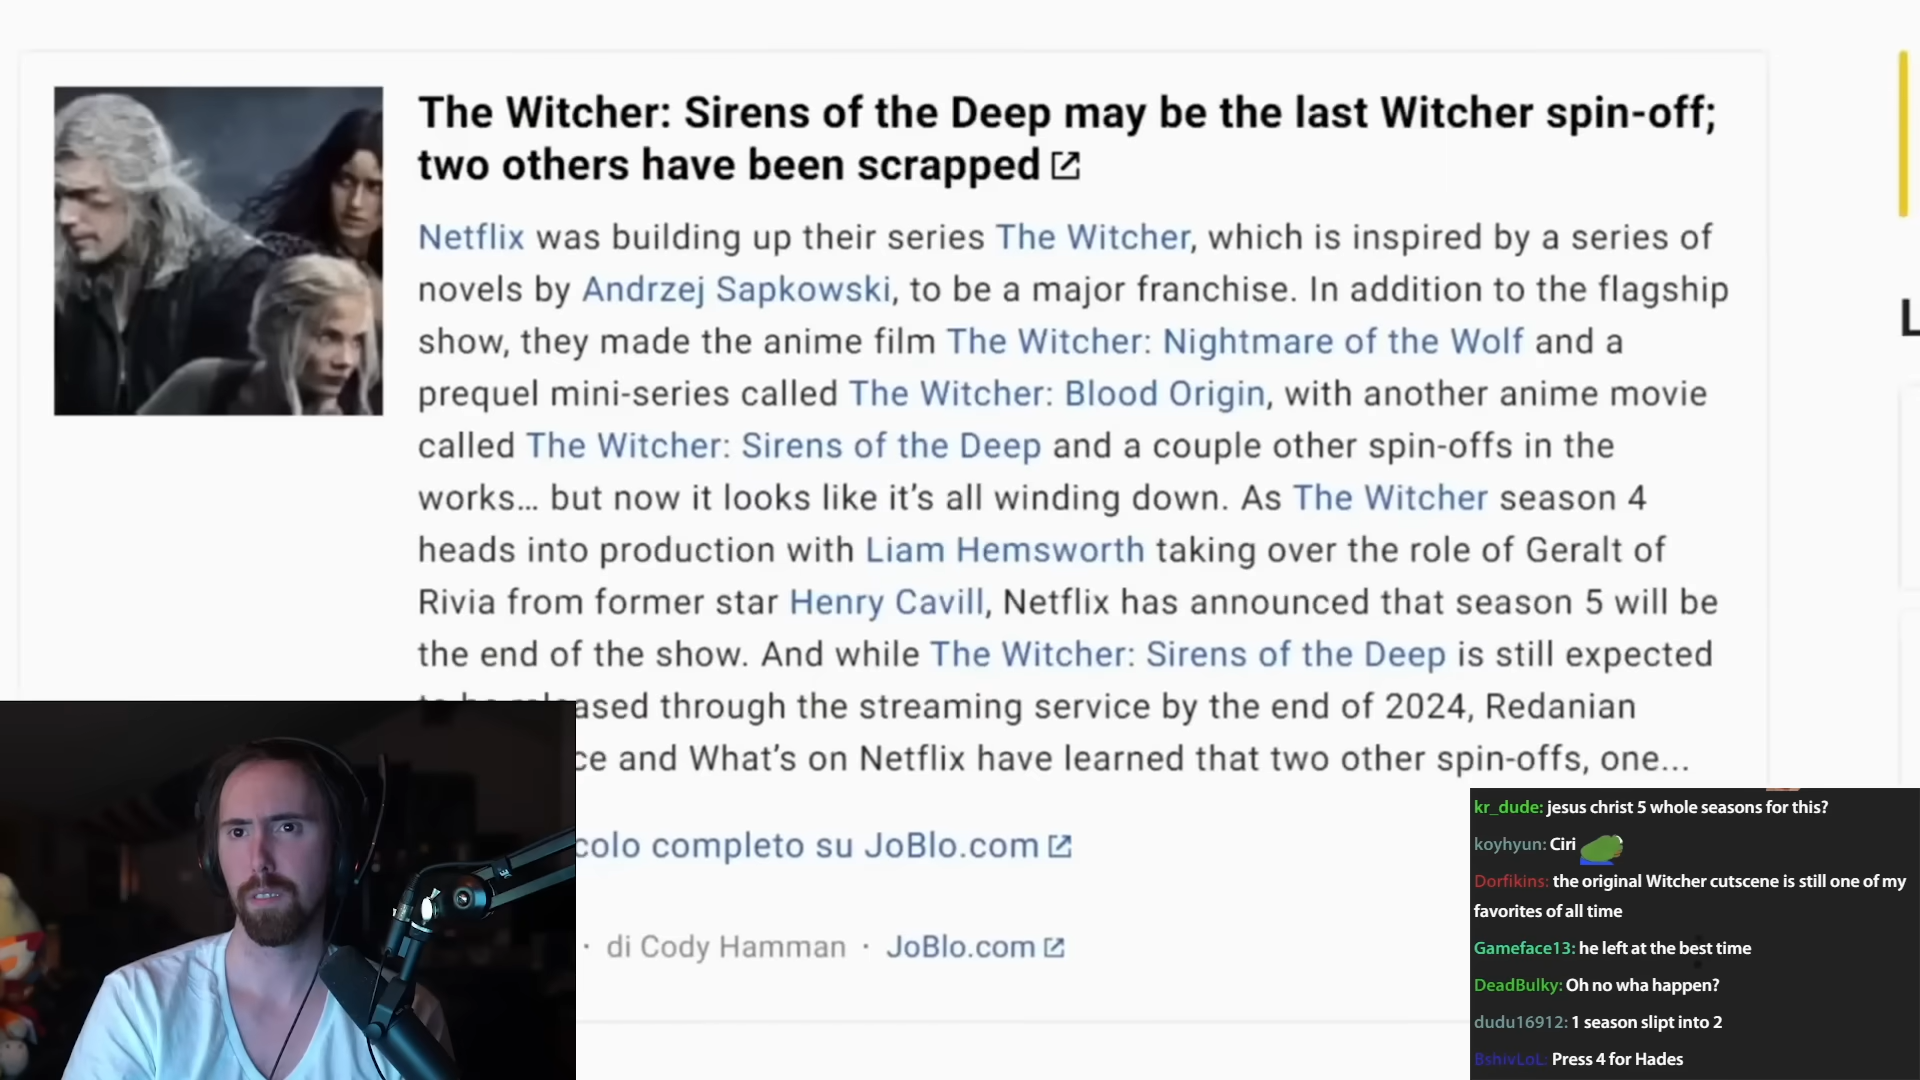 The Witcher: Sirens of the Deep may be the last Witcher spin-off;
two others have been scrapped
Netflix was building up their series The Witcher, which is inspired by a series of
novels by Andrzej Sapkowski, to be a major franchise. In addition to the flagship
show, they made the anime film The Witcher: Nightmare of the Wolf and a
prequel mini-series called The Witcher: Blood Origin, with another anime movie
called The Witcher: Sirens of the Deep and a couple other spin-offs in the
works… but now it looks like it’s all winding down. As The Witcher season 4
heads into production with Liam Hemsworth taking over the role of Geralt of
Rivia from former star Henry Cavill, Netflix has announced that season 5 will be
the end of the show. And while The Witcher: Sirens of the Deep is still expected
ased through the streaming service by the end of 2024, Redanian
ce and What’s on Netflix have learned that two other spin-offs, one...
colo completo su JoBlo.com
· di Cody Hamman · JoBlo.com
L
kr_dude: jesus christ 5 whole seasons for this?
koyhyun: Ciri
Dorfikins: the original Witcher cutscene is still one of my
favorites of all time
Gameface13: he left at the best time
DeadBulky: Oh no wha happen?
dudu16912: 1 season slipt into 2
BshivLoL: Press 4 for Hades